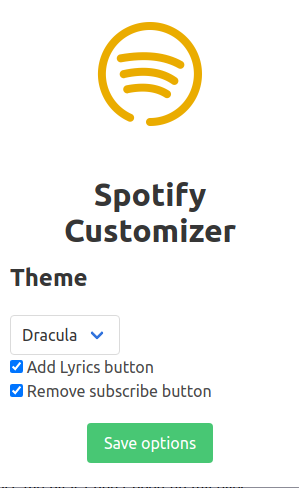 Spotify
Customizer
Theme
Dracula
Add Lyrics button
Remove subscribe button
Save options